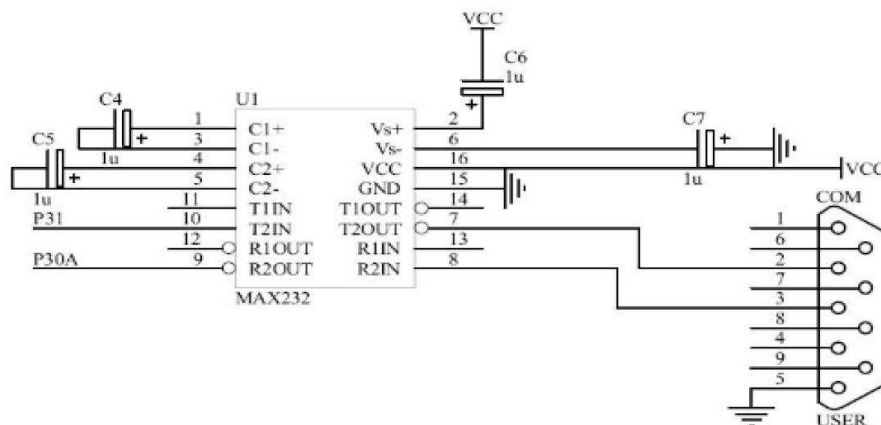 VCC
C6
1u
+
U1
C4
1
+
3
1u
C5
4
+
5
1u
C1+
C1-
C2+
C2-
T1IN
T2IN
R1OUT
R2OUT
11
P31
10
12
P30A
9
MAX232
Vs+
Vs-
VCC
GND
T1OUT
T2OUT
R1IN
R2IN
2
6
16
15
14
7
13
8
C7
+
1u
VCC
COM
1
6
2
7
3
8
4
9
5
USER